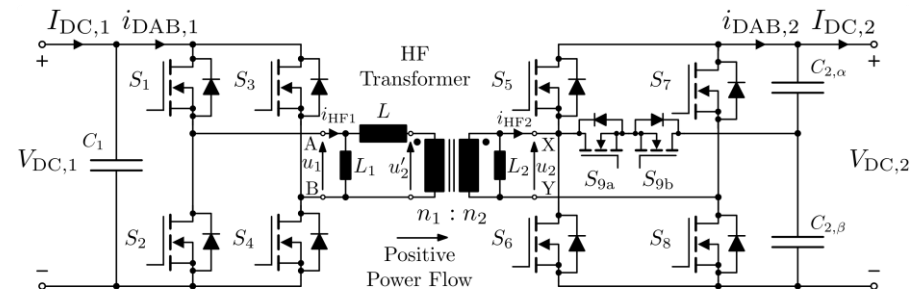 I_DC,1
i_DAB,1
HF
Transformer
i_DAB,2
I_DC,2
+
+
S_1
S_3
S_5
S_7
C_2,α
i_HF1
L
i_HF2
C_1
A
X
V_DC,1
u_1
L_1
u_2'
L_2
u_2
S_9a
S_9b
V_DC,2
B
Y
n_1 : n_2
S_2
S_4
S_6
S_8
C_2,β
Positive
Power Flow
−
−